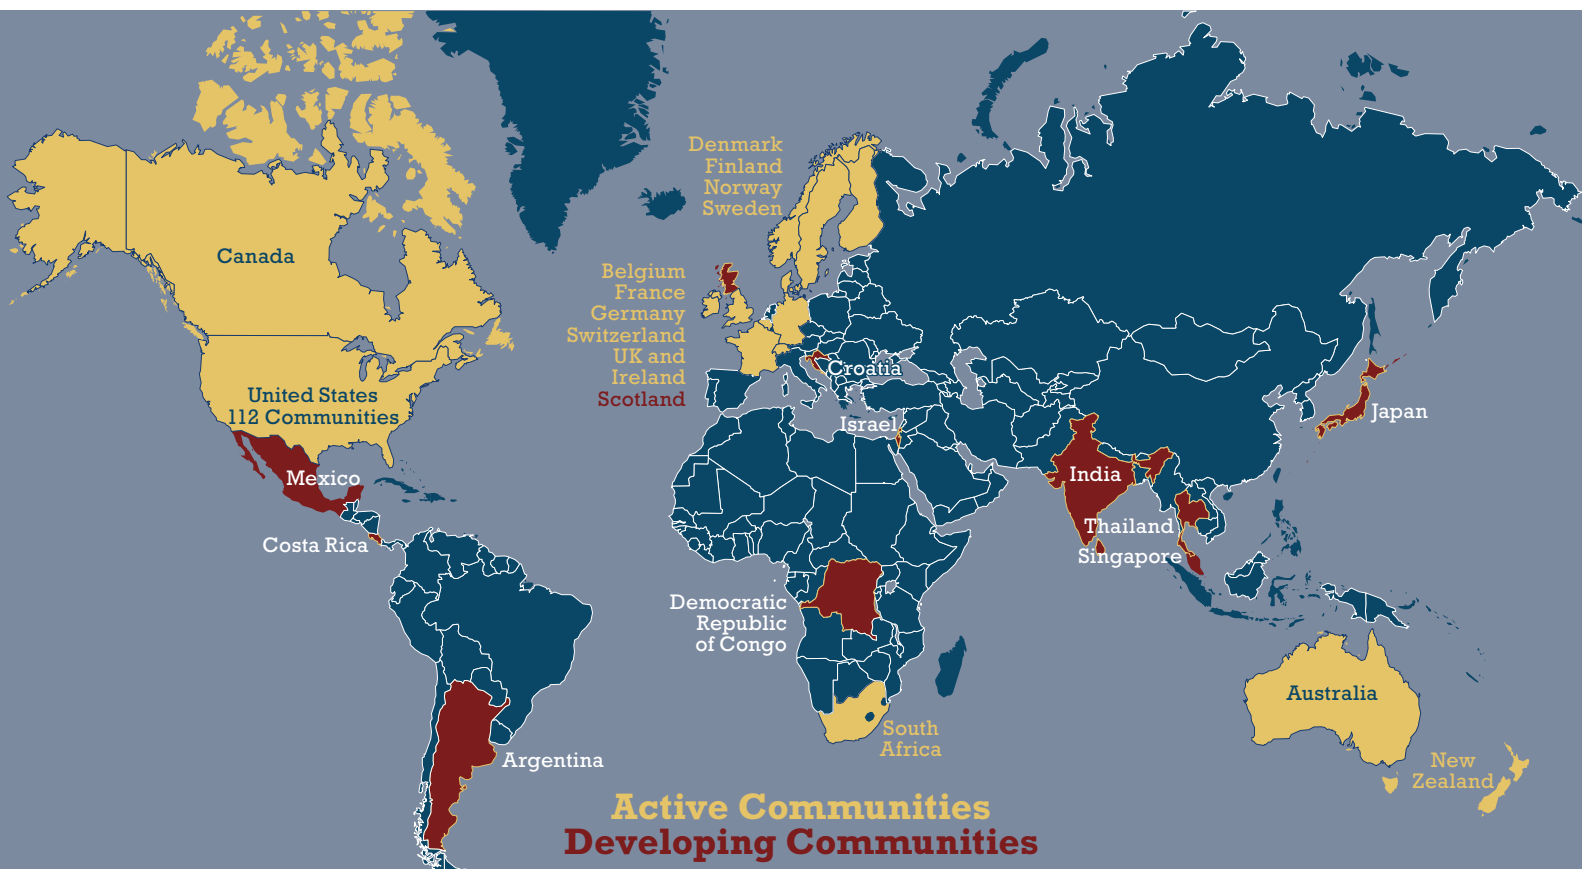 Denmark
Finland
Norway
Sweden
Canada
Belgium
France
Germany
Switzerland
UK and
Ireland
Scotland
Croatia
United States
112 Communities
Israel
Japan
Mexico
India
Thailand
Singapore
Costa Rica
Democratic
Republic
of Congo
Australia
South
Africa
Argentina
New
Zealand
Active Communities
Developing Communities